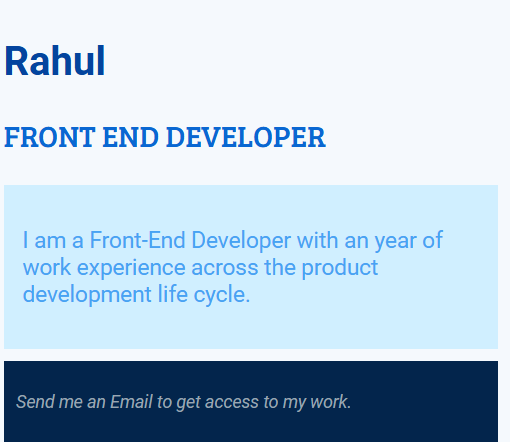 Rahul
FRONT END DEVELOPER
I am a Front-End Developer with an year of
work experience across the product
development life cycle.
Send me an Email to get access to my work.